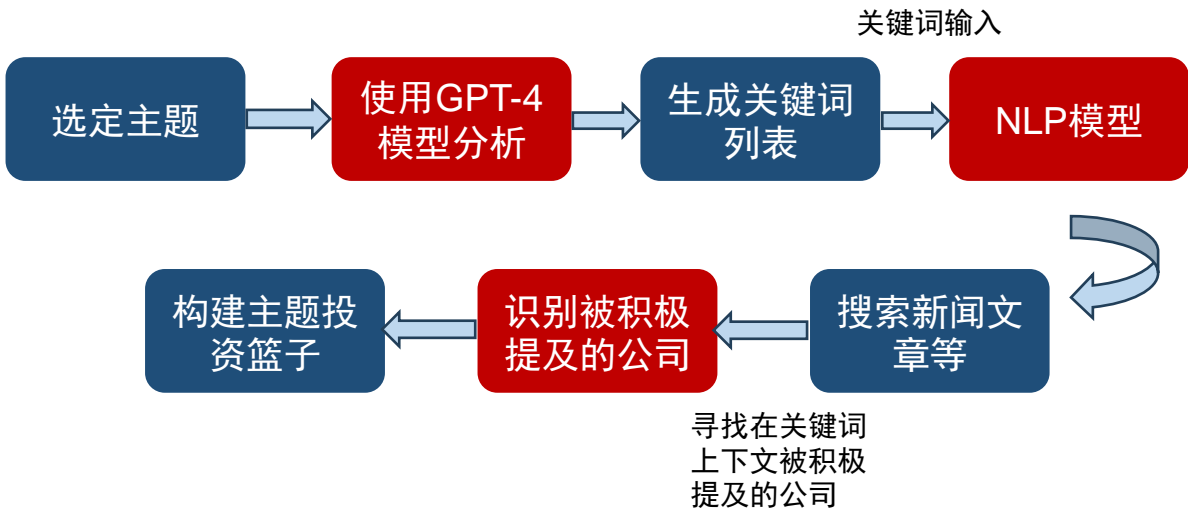 关键词输入
选定主题
使用GPT-4
模型分析
生成关键词
列表
NLP模型
搜索新闻文
章等
识别被积极
提及的公司
构建主题投
资篮子
寻找在关键词
上下文被积极
提及的公司